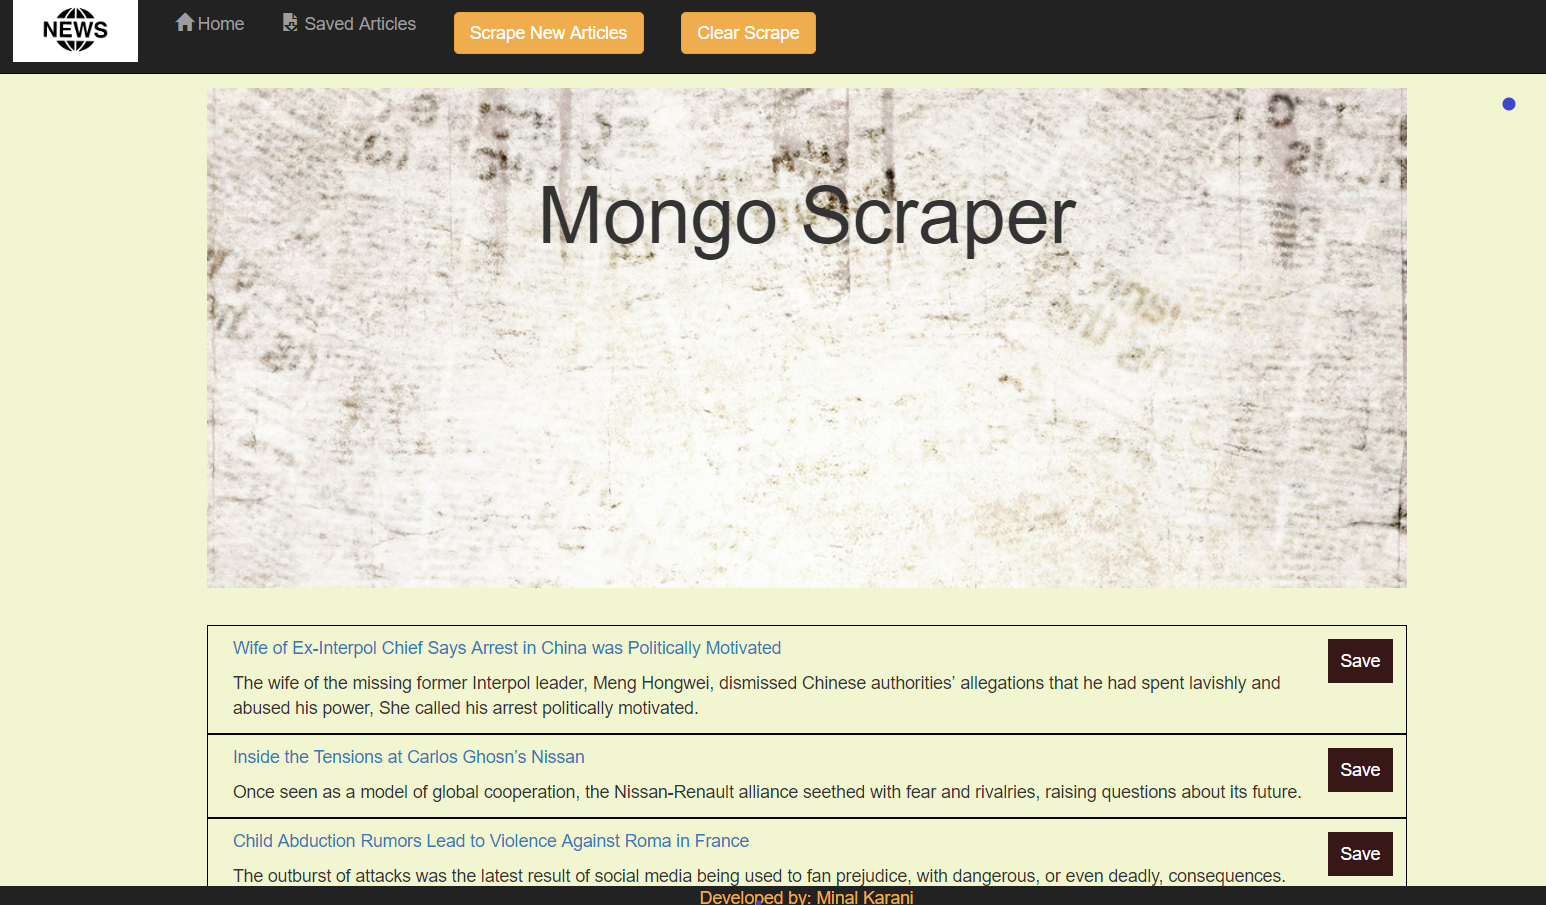 NEWS
Home
Saved Articles
Scrape New Articles
Clear Scrape
Mongo Scraper
Wife of Ex-Interpol Chief Says Arrest in China was Politically Motivated
Save
The wife of the missing former Interpol leader, Meng Hongwei, dismissed Chinese authorities’ allegations that he had spent lavishly and
abused his power, She called his arrest politically motivated.
Inside the Tensions at Carlos Ghosn’s Nissan
Save
Once seen as a model of global cooperation, the Nissan-Renault alliance seethed with fear and rivalries, raising questions about its future.
Child Abduction Rumors Lead to Violence Against Roma in France
Save
The outburst of attacks was the latest result of social media being used to fan prejudice, with dangerous, or even deadly, consequences.
Developed by: Minal Karani